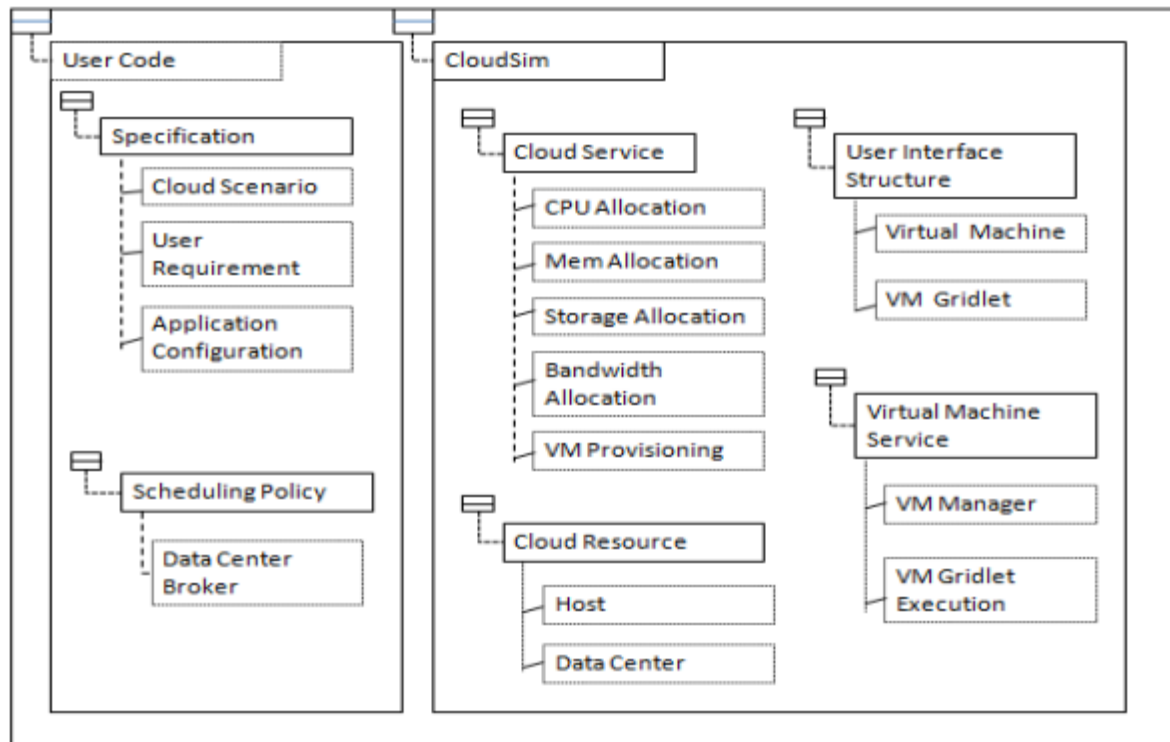 User Code
Specification
Cloud Scenario
User
Requirement
Application
Configuration
Scheduling Policy
Data Center
Broker
CloudSim
Cloud Service
CPU Allocation
Mem Allocation
Storage Allocation
Bandwidth
Allocation
VM Provisioning
Cloud Resource
Host
Data Center
User Interface
Structure
Virtual Machine
VM Gridlet
Virtual Machine
Service
VM Manager
VM Gridlet
Execution